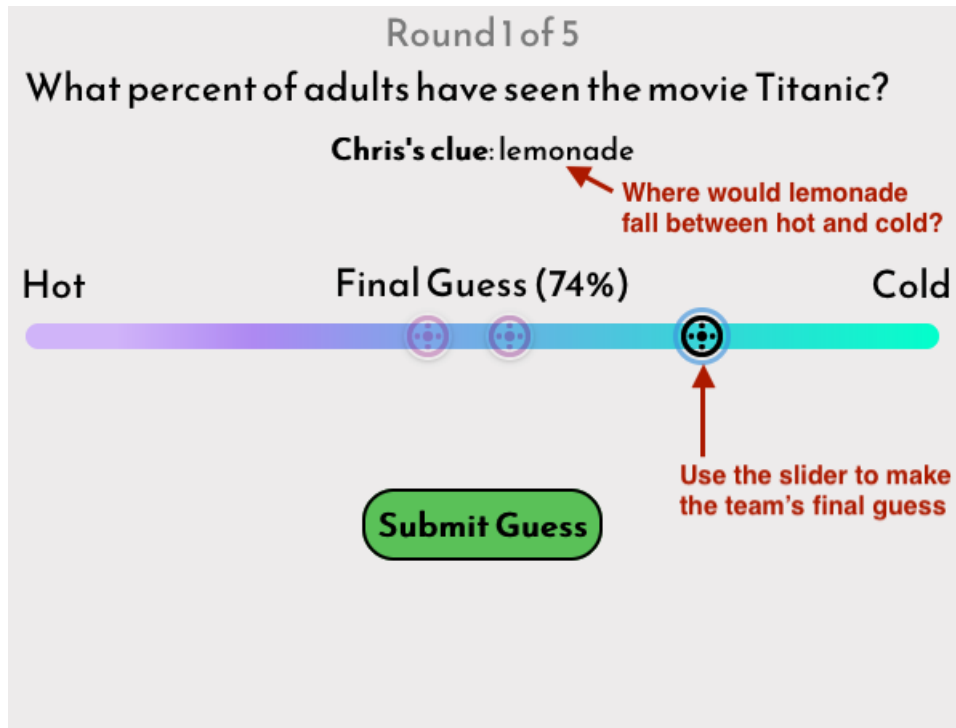 Round 1 of 5
What percent of adults have seen the movie Titanic?
Chris's clue: lemonade
Where would lemonade
fall between hot and cold?
Hot
Final Guess (74%)
Cold
Use the slider to make
the team's final guess
Submit Guess